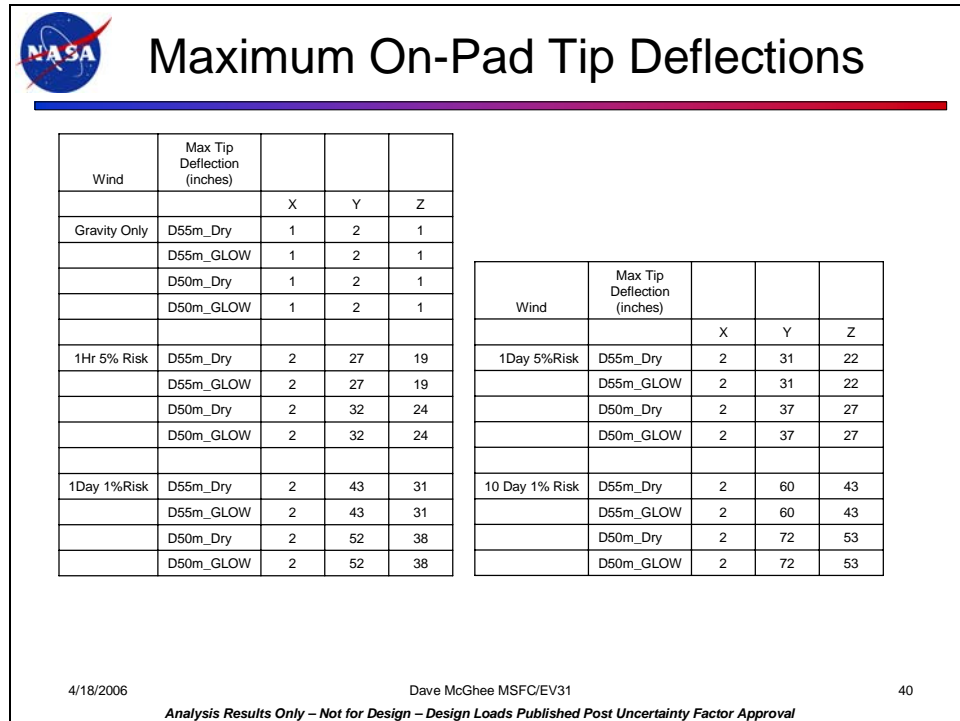 NASA
Maximum On-Pad Tip Deflections
Wind Max Tip Deflection (inches)
X Y Z
Gravity Only D55m_Dry 1 2 1
D55m_GLOW 1 2 1
D50m_Dry 1 2 1
D50m_GLOW 1 2 1
1Hr 5% Risk D55m_Dry 2 27 19
D55m_GLOW 2 27 19
D50m_Dry 2 32 24
D50m_GLOW 2 32 24
1Day 1%Risk D55m_Dry 2 43 31
D55m_GLOW 2 43 31
D50m_Dry 2 52 38
D50m_GLOW 2 52 38
Wind Max Tip Deflection (inches)
X Y Z
1Day 5%Risk D55m_Dry 2 31 22
D55m_GLOW 2 31 22
D50m_Dry 2 37 27
D50m_GLOW 2 37 27
10 Day 1% Risk D55m_Dry 2 60 43
D55m_GLOW 2 60 43
D50m_Dry 2 72 53
D50m_GLOW 2 72 53
4/18/2006 Dave McGhee MSFC/EV31 40
Analysis Results Only – Not for Design – Design Loads Published Post Uncertainty Factor Approval